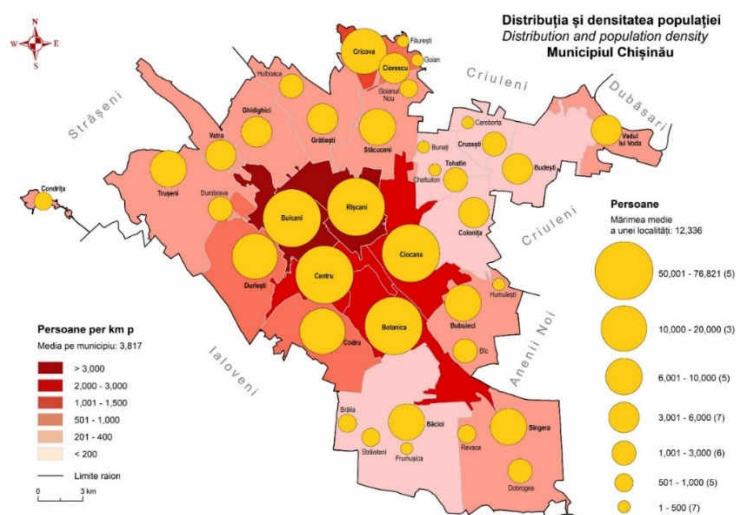 Distribuția și densitatea populației
Distribution and population density
Municipiul Chișinău
N
W
E
S
Strășeni
Criuleni
Dubăsari
Criuleni
Anenii Noi
Ialoveni
Făurești
Cricova
Ciorescu
Goian
Goianul
Nou
Hulboaca
Ghidighici
Grătiești
Stăuceni
Vatra
Trușeni
Dumbrava
Condrița
Buicani
Rîșcani
Ciocana
Centru
Durlești
Codru
Botanica
Cruzești
Tohatin
Buneți
Cheltuitori
Budești
Vadul
lui Vodă
Colonița
Humulești
Bubuieci
Bîc
Brăila
Străisteni
Băcioi
Frumușica
Revaca
Sîngera
Dobrogea
Persoane
Mărimea medie
a unei localități: 12,336
50,001 - 76,821 (5)
10,000 - 20,000 (3)
6,001 - 10,000 (5)
3,001 - 6,000 (7)
1,001 - 3,000 (6)
501 - 1,000 (5)
1 - 500 (7)
Persoane per km p
Media pe municipiu: 3,817
> 3,000
2,000 - 3,000
1,001 - 1,500
501 - 1,000
201 - 400
< 200
Limite raion
0
3 km